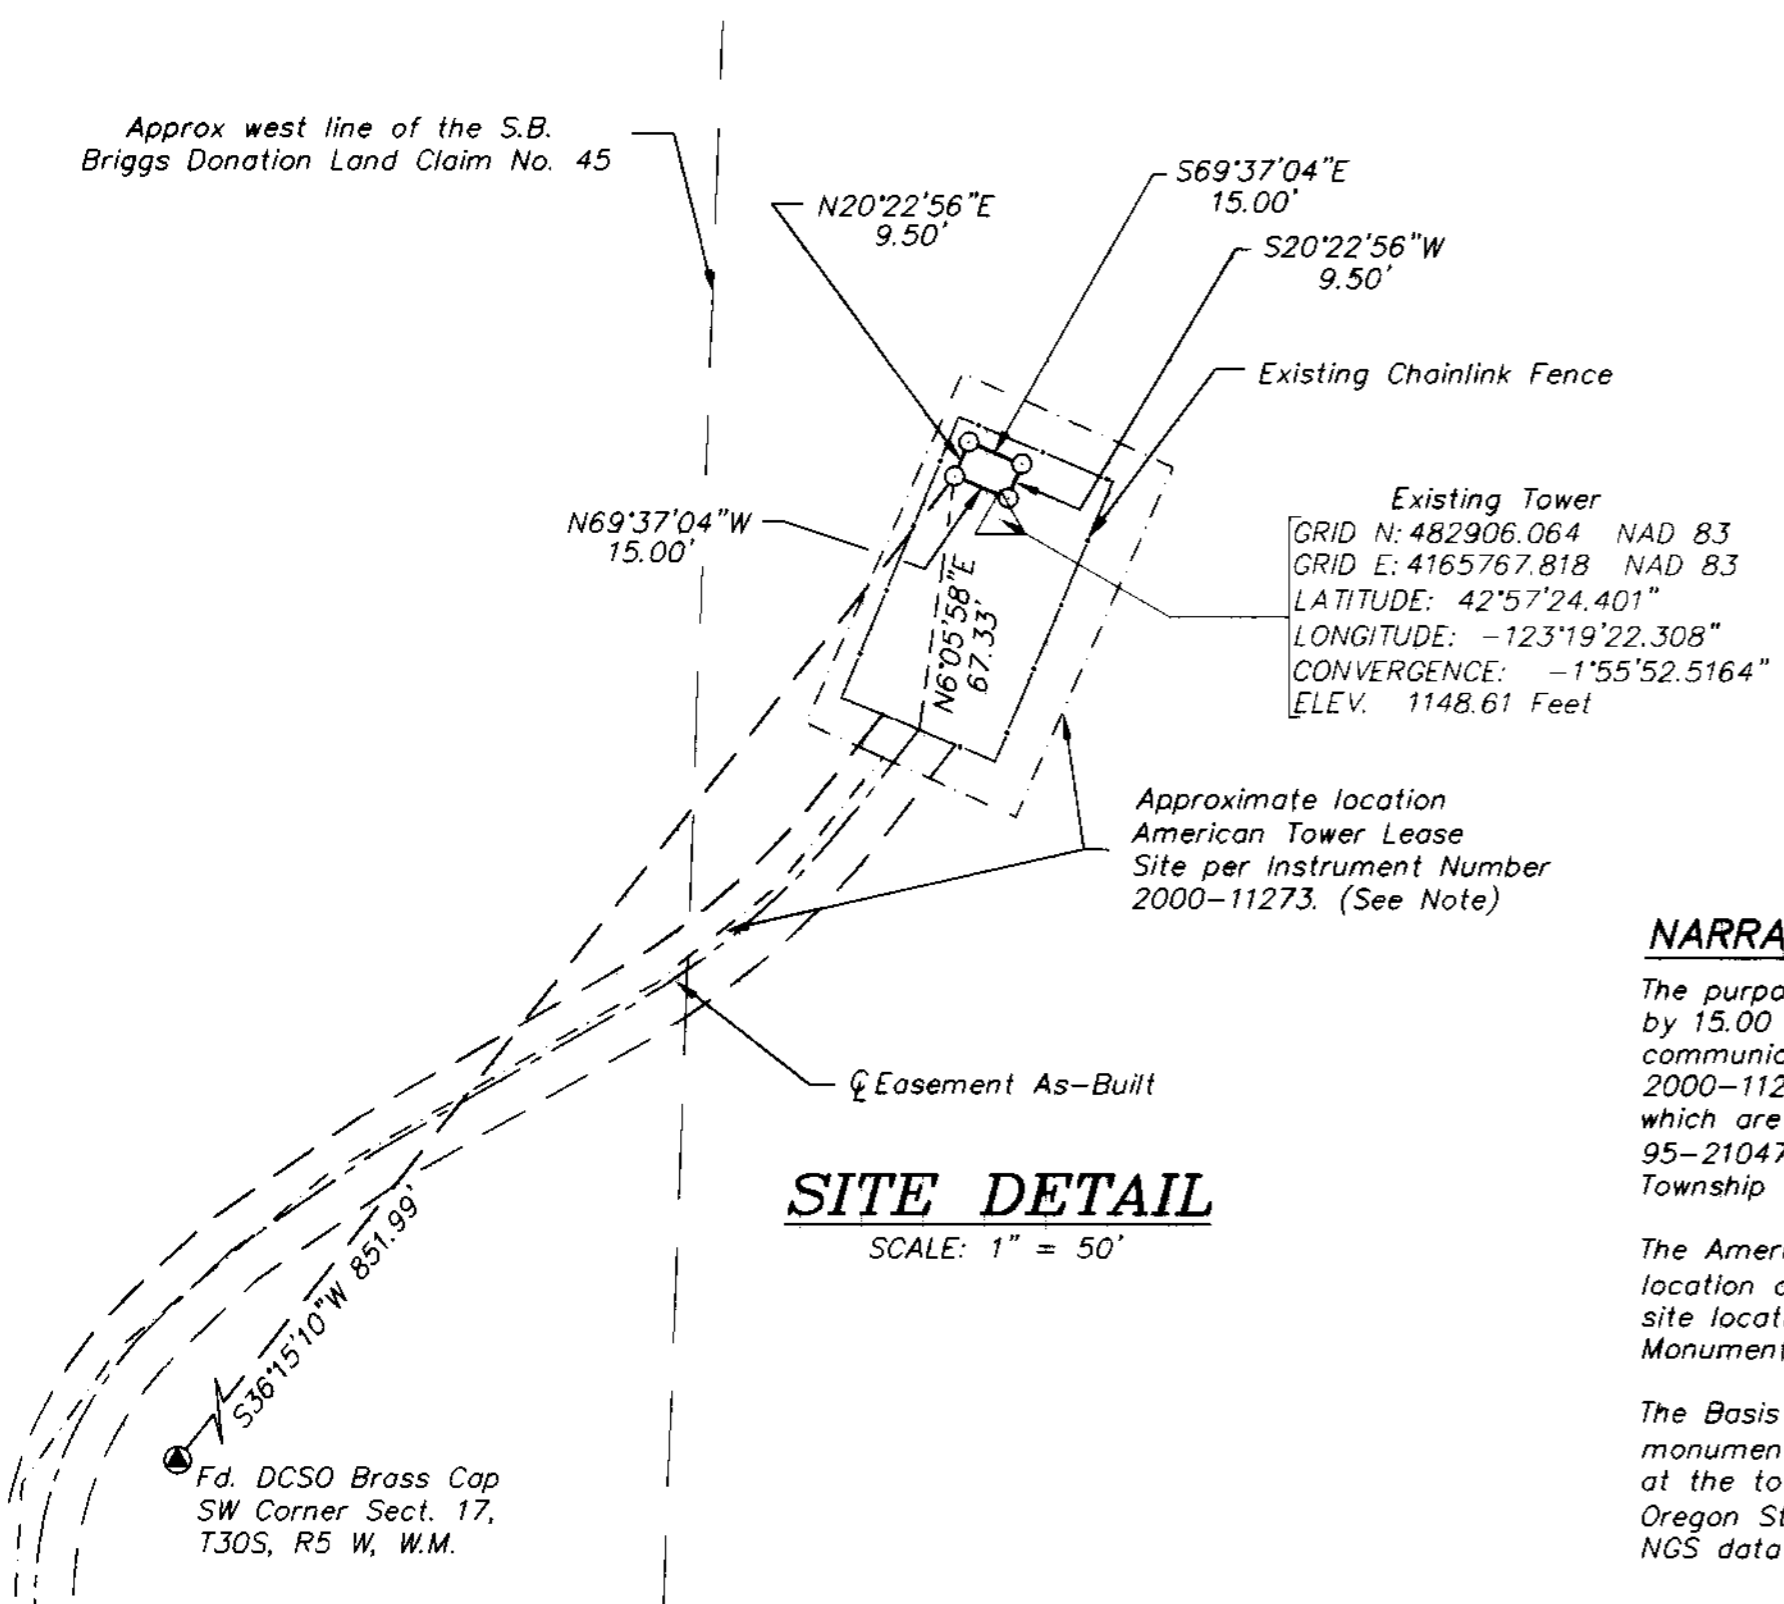 Approx west line of the S.B.
Briggs Donation Land Claim No. 45
N20°22'56"E
9.50'
S69°37'04"E
15.00'
S20°22'56"W
9.50'
Existing Chainlink Fence
N69°37'04"W
15.00'
N6°05'58"E
67.33'
Existing Tower
GRID N: 482906.064 NAD 83
GRID E: 4165767.818 NAD 83
LATITUDE: 42°57'24.401"
LONGITUDE: -123°19'22.308"
CONVERGENCE: -1°55'52.5164"
ELEV. 1148.61 Feet
Approximate location
American Tower Lease
Site per Instrument Number
2000-11273. (See Note)
℄ Easement As-Built
SITE DETAIL
SCALE: 1" = 50'
S36°15'10"W 851.99'
Fd. DCSO Brass Cap
SW Corner Sect. 17,
T30S, R5 W, W.M.
NARRA
The purpo
by 15.00
communic
2000-112
which are
95-21047
Township
The Ameri
location o
site locati
Monument
The Basis
monumen
at the to
Oregon St
NGS data